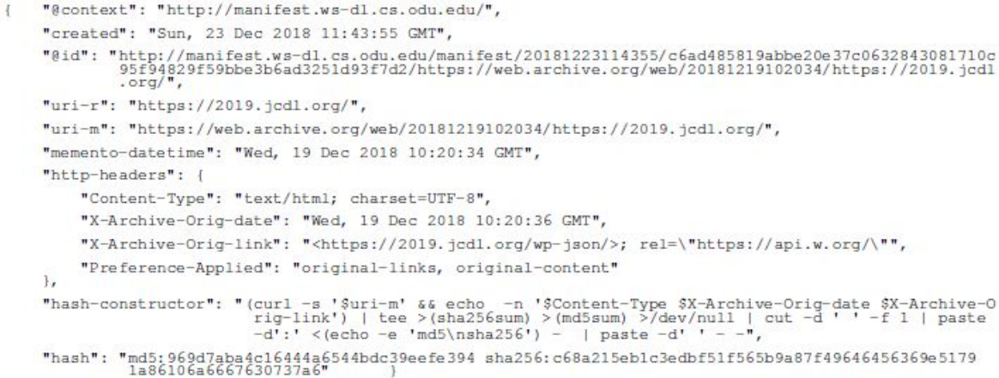 { "@context": "http://manifest.ws-dl.cs.odu.edu/",
"created": "Sun, 23 Dec 2018 11:43:55 GMT",
"@id": "http://manifest.ws-dl.cs.odu.edu/manifest/20181223114355/c6ad485819abbe20e37c0632843081710c
95f94829f59bbe3b6ad3251d93f7d2/https://web.archive.org/web/20181219102034/https://2019.jcdl
.org/",
"uri-r": "https://2019.jcdl.org/",
"uri-m": "https://web.archive.org/web/20181219102034/https://2019.jcdl.org/",
"memento-datetime": "Wed, 19 Dec 2018 10:20:34 GMT",
"http-headers": {
"Content-Type": "text/html; charset=UTF-8",
"X-Archive-Orig-date": "Wed, 19 Dec 2018 10:20:36 GMT",
"X-Archive-Orig-link": "<https://2019.jcdl.org/wp-json/>; rel=\"https://api.w.org/\"",
"Preference-Applied": "original-links, original-content"
},
"hash-constructor": "(curl -s '$uri-m' && echo -n '$Content-Type $X-Archive-Orig-date $X-Archive-O
rig-link') | tee >(sha256sum) >(md5sum) >/dev/null | cut -d ' ' -f 1 | paste
-d':' <(echo -e 'md5\nsha256') - | paste -d' ' - -",
"hash": "md5:969d7aba4c16444a6544bdc39eefe394 sha256:c68a215eb1c3edbf51f565b9a87f49646456369e5179
1a86106a6667630737a6" }